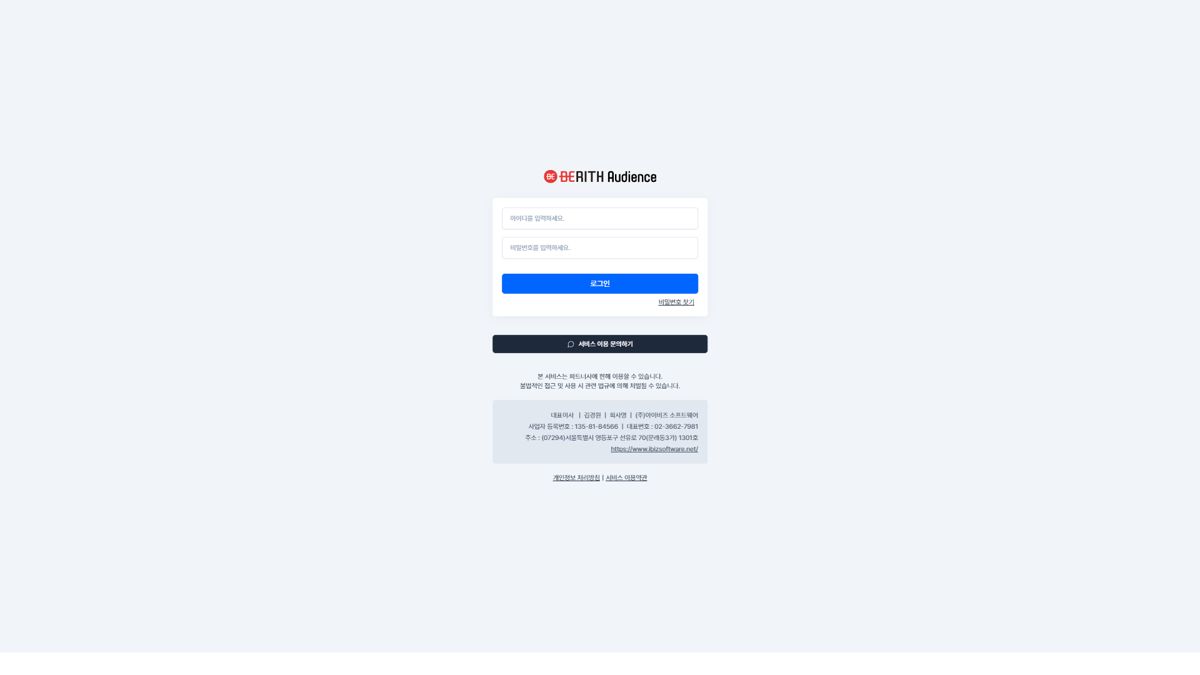 BERITH Audience
아이디를 입력하세요.
비밀번호를 입력하세요.
로그인
비밀번호 찾기
서비스 이용 문의하기
본 서비스는 파트너사에 한해 이용할 수 있습니다.
불법적인 접근 및 사용 시 관련 법규에 의해 처벌될 수 있습니다.
대표이사 | 김경원 | 회사명 | (주)아이비즈 소프트웨어
사업자 등록번호 : 135-81-84566 | 대표번호 : 02-3662-7981
주소 : (07294)서울특별시 영등포구 선유로 70(문래동3가) 1301호
https://www.ibizsoftware.net/
개인정보 처리방침 | 서비스 이용약관